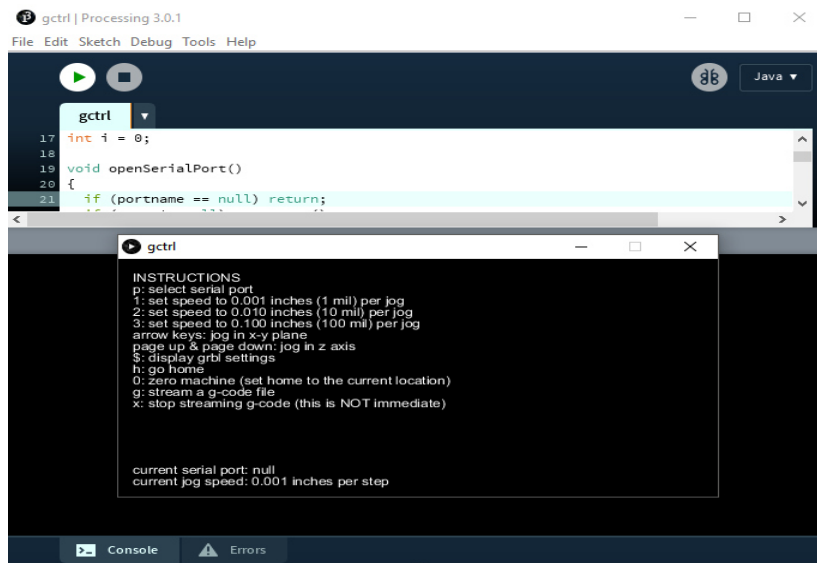 gctrl | Processing 3.0.1
File Edit Sketch Debug Tools Help
Java ▼
gctrl ▼
17 int i = 0;
18
19 void openSerialPort()
20 {
21 if (portname == null) return;
gctrl
INSTRUCTIONS
p: select serial port
1: set speed to 0.001 inches (1 mil) per jog
2: set speed to 0.010 inches (10 mil) per jog
3: set speed to 0.100 inches (100 mil) per jog
arrow keys: jog in x-y plane
page up & page down: jog in z axis
$: display grbl settings
h: go home
0: zero machine (set home to the current location)
g: stream a g-code file
x: stop streaming g-code (this is NOT immediate)
current serial port: null
current jog speed: 0.001 inches per step
Console Errors